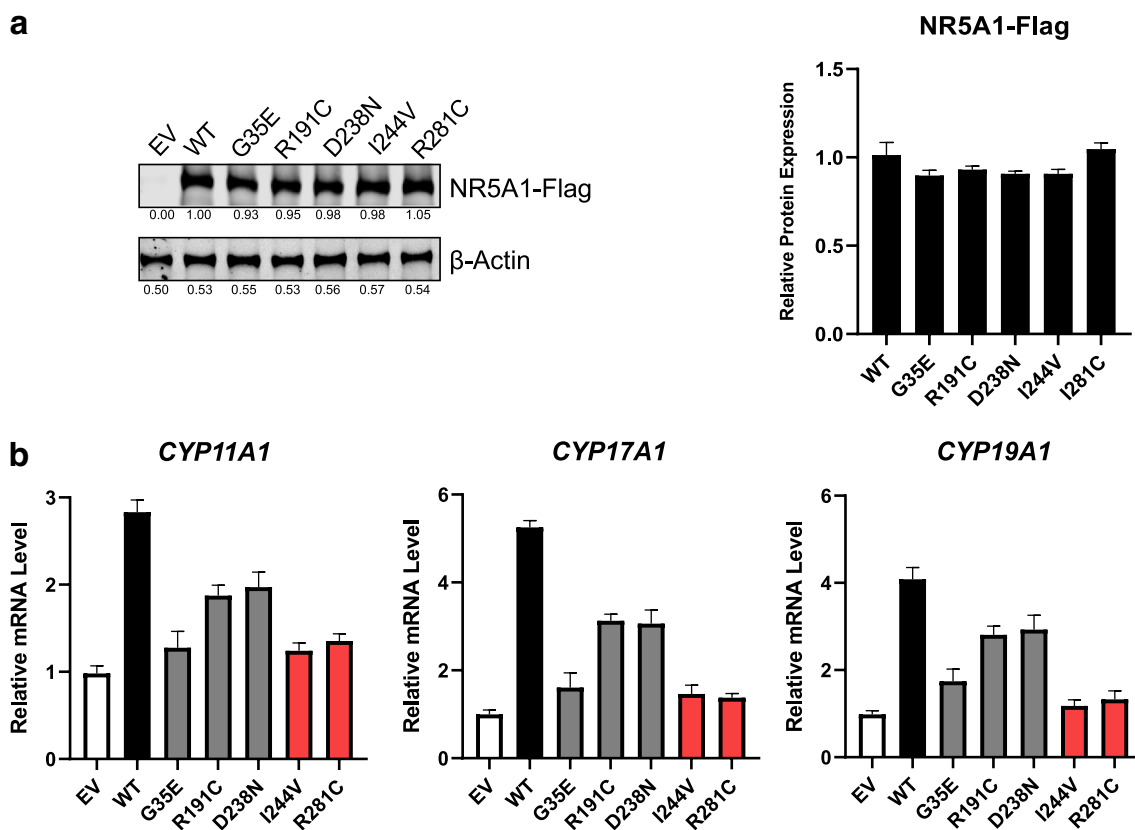 a
EV WT G35E R191C D238N I244V R281C
NR5A1-Flag
0.00 1.00 0.93 0.95 0.98 0.98 1.05
β-Actin
0.50 0.53 0.55 0.53 0.56 0.57 0.54
NR5A1-Flag
Relative Protein Expression
1.5
1.0
0.5
0.0
WT G35E R191C D238N I244V I281C
b
CYP11A1
Relative mRNA Level
3
2
1
0
EV WT G35E R191C D238N I244V R281C
CYP17A1
Relative mRNA Level
6
4
2
0
EV WT G35E R191C D238N I244V R281C
CYP19A1
Relative mRNA Level
6
4
2
0
EV WT G35E R191C D238N I244V R281C